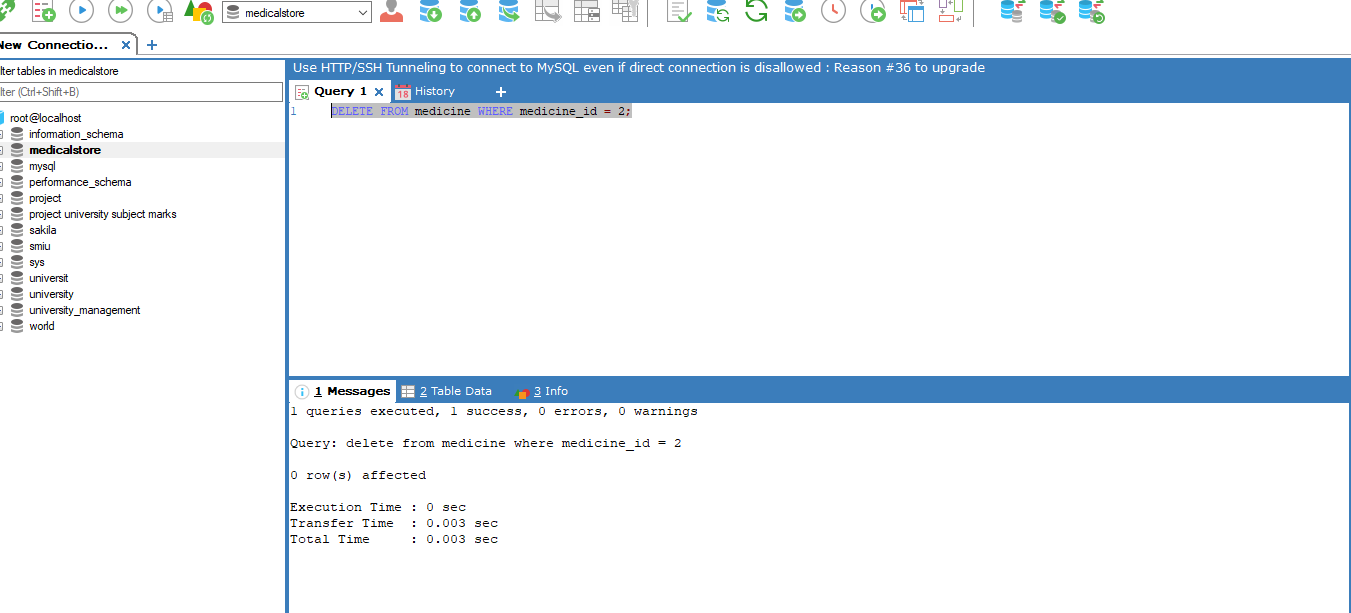 medicalstore
New Connectio... ×
lter tables in medicalstore
lter (Ctrl+Shift+B)
root@localhost
information_schema
medicalstore
mysql
performance_schema
project
project university subject marks
sakila
smiu
sys
universit
university
university_management
world
Use HTTP/SSH Tunneling to connect to MySQL even if direct connection is disallowed : Reason #36 to upgrade
Query 1 × 18 History +
1 DELETE FROM medicine WHERE medicine_id = 2;
1 Messages 2 Table Data 3 Info
1 queries executed, 1 success, 0 errors, 0 warnings
Query: delete from medicine where medicine_id = 2
0 row(s) affected
Execution Time : 0 sec
Transfer Time : 0.003 sec
Total Time : 0.003 sec